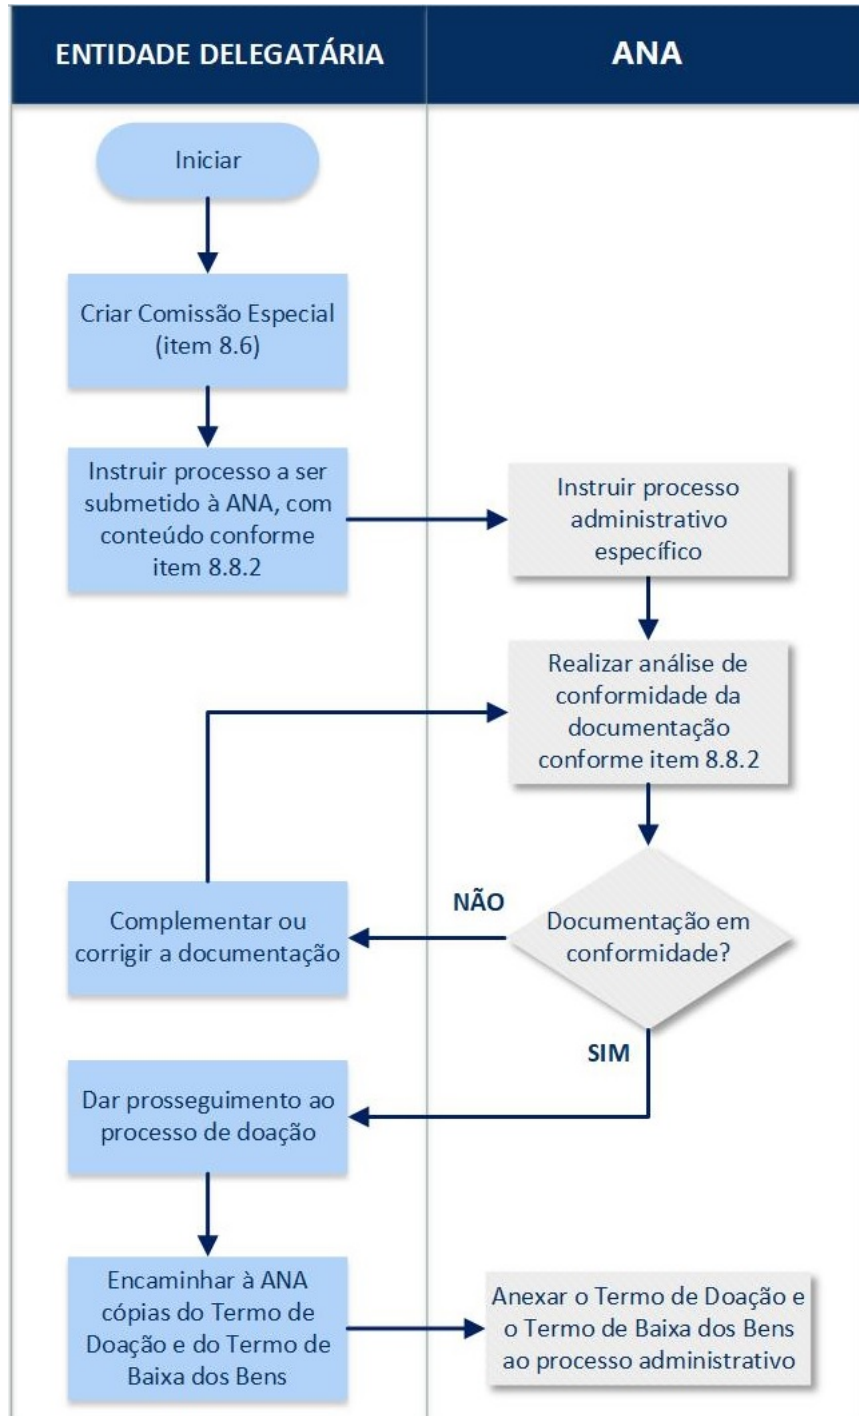 ENTIDADE DELEGATÁRIA
ANA
Iniciar
Criar Comissão Especial
(item 8.6)
Instruir processo a ser
submetido à ANA, com
conteúdo conforme
item 8.8.2
Instruir processo
administrativo
específico
Realizar análise de
conformidade da
documentação
conforme item 8.8.2
Documentação em
conformidade?
NÃO
Complementar ou
corrigir a documentação
SIM
Dar prosseguimento ao
processo de doação
Encaminhar à ANA
cópias do Termo de
Doação e do Termo de
Baixa dos Bens
Anexar o Termo de Doação e
o Termo de Baixa dos Bens
ao processo administrativo